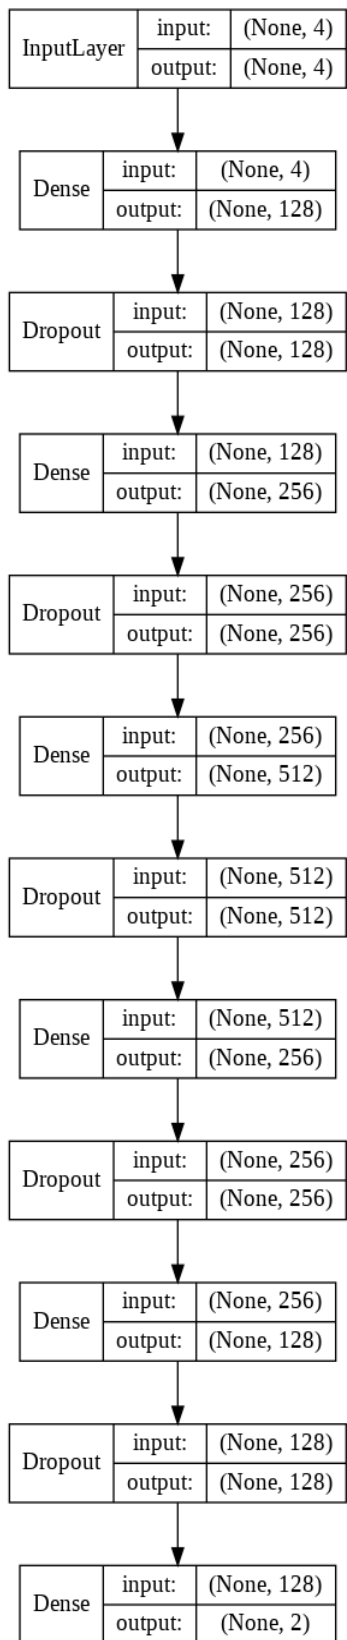 InputLayer input: (None, 4)
output: (None, 4)
Dense input: (None, 4)
output: (None, 128)
Dropout input: (None, 128)
output: (None, 128)
Dense input: (None, 128)
output: (None, 256)
Dropout input: (None, 256)
output: (None, 256)
Dense input: (None, 256)
output: (None, 512)
Dropout input: (None, 512)
output: (None, 512)
Dense input: (None, 512)
output: (None, 256)
Dropout input: (None, 256)
output: (None, 256)
Dense input: (None, 256)
output: (None, 128)
Dropout input: (None, 128)
output: (None, 128)
Dense input: (None, 128)
output: (None, 2)